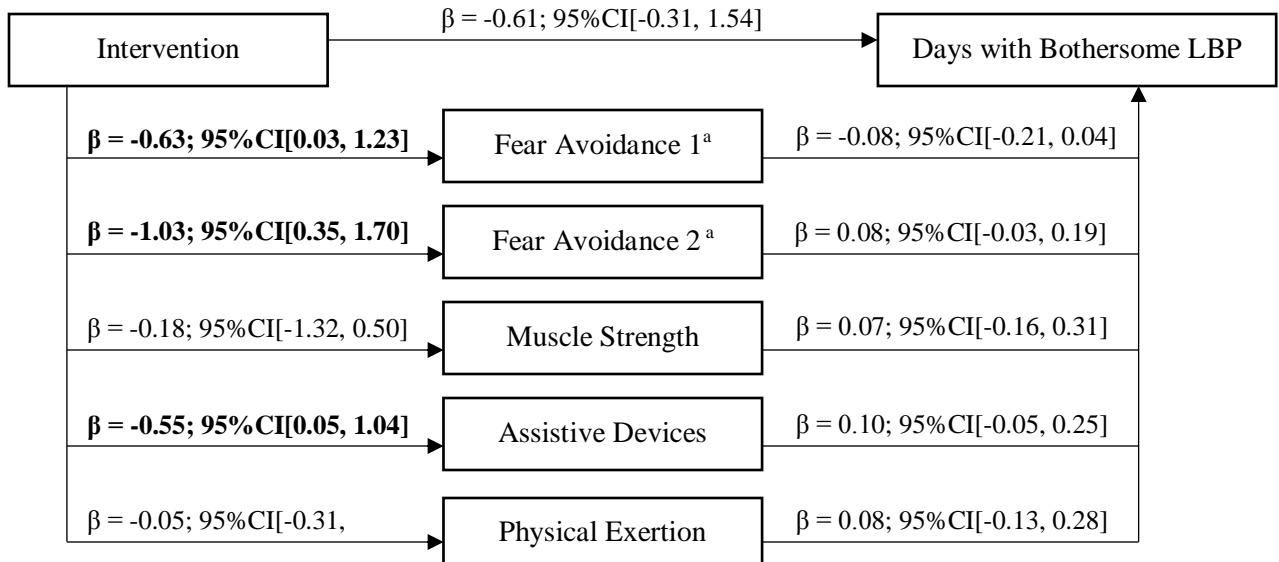 β = -0.61; 95%CI[-0.31, 1.54]
Intervention
Days with Bothersome LBP
β = -0.63; 95%CI[0.03, 1.23]
Fear Avoidance 1ᵃ
β = -0.08; 95%CI[-0.21, 0.04]
β = -1.03; 95%CI[0.35, 1.70]
Fear Avoidance 2 ᵃ
β = 0.08; 95%CI[-0.03, 0.19]
β = -0.18; 95%CI[-1.32, 0.50]
Muscle Strength
β = 0.07; 95%CI[-0.16, 0.31]
β = -0.55; 95%CI[0.05, 1.04]
Assistive Devices
β = 0.10; 95%CI[-0.05, 0.25]
β = -0.05; 95%CI[-0.31,
Physical Exertion
β = 0.08; 95%CI[-0.13, 0.28]